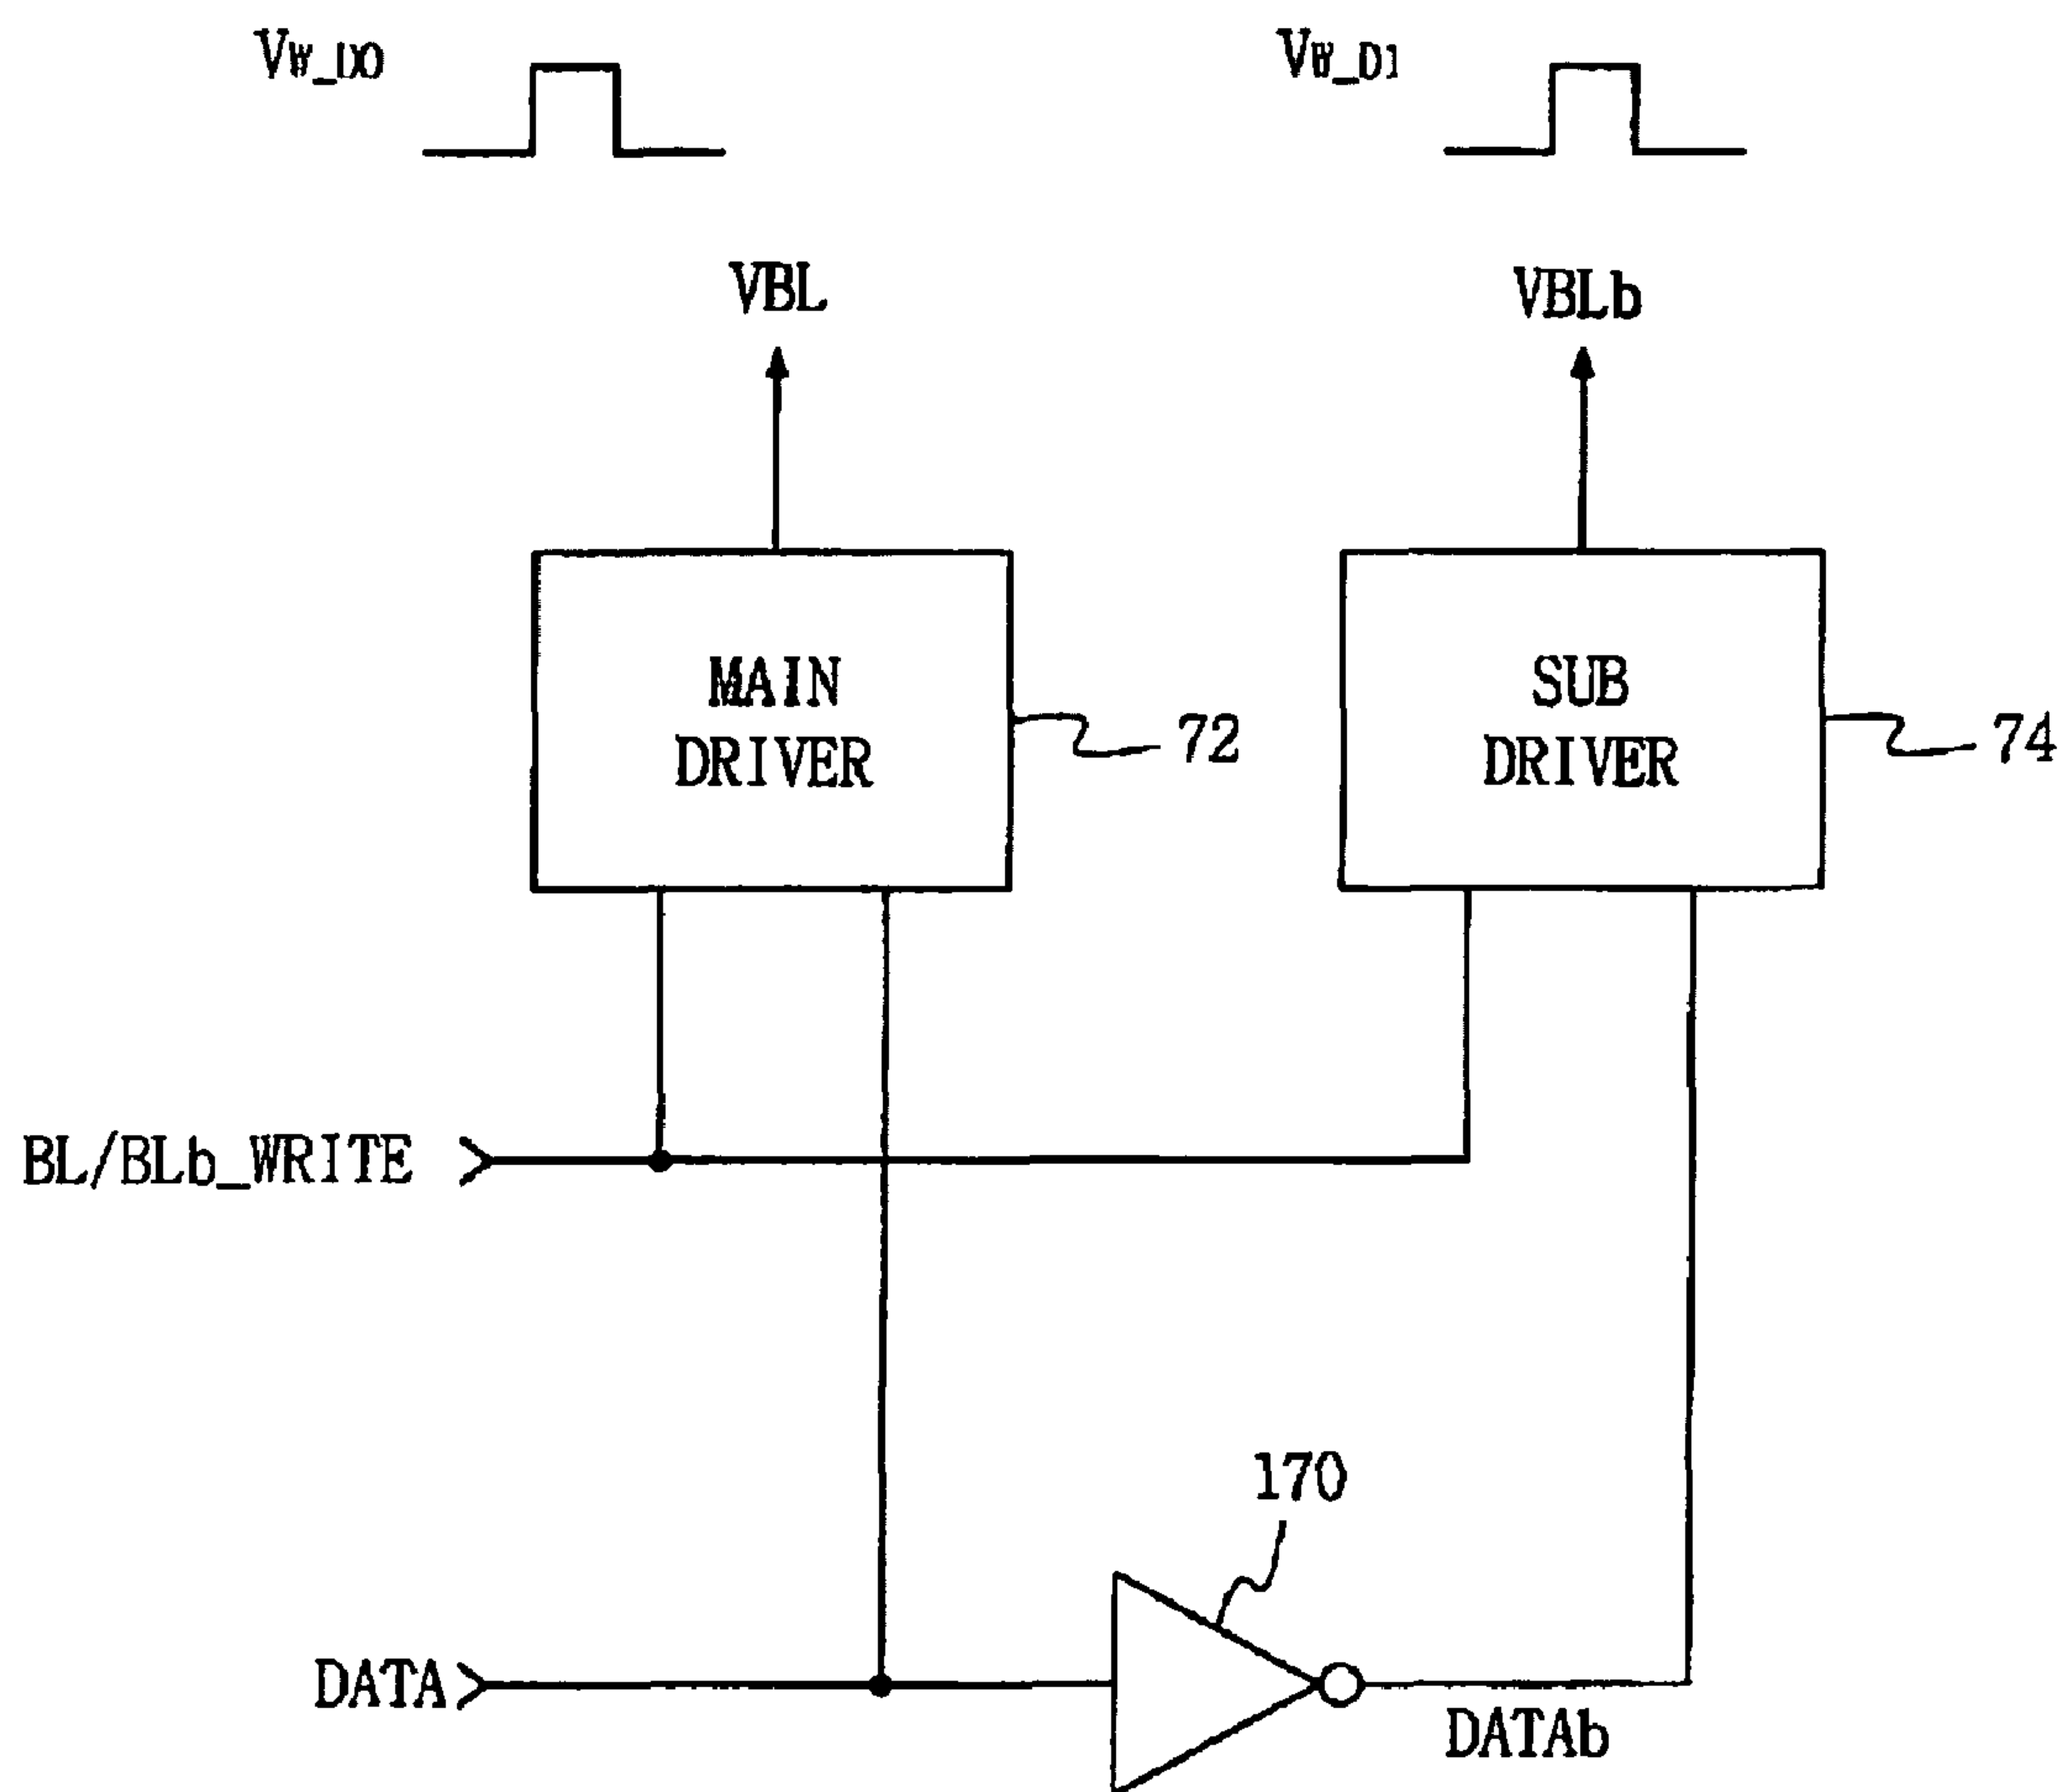 VW_D0
VW_D1
VBL
VBLb
MAIN
DRIVER
72
SUB
DRIVER
74
BL/BLb_WRITE
170
DATA
DATAb